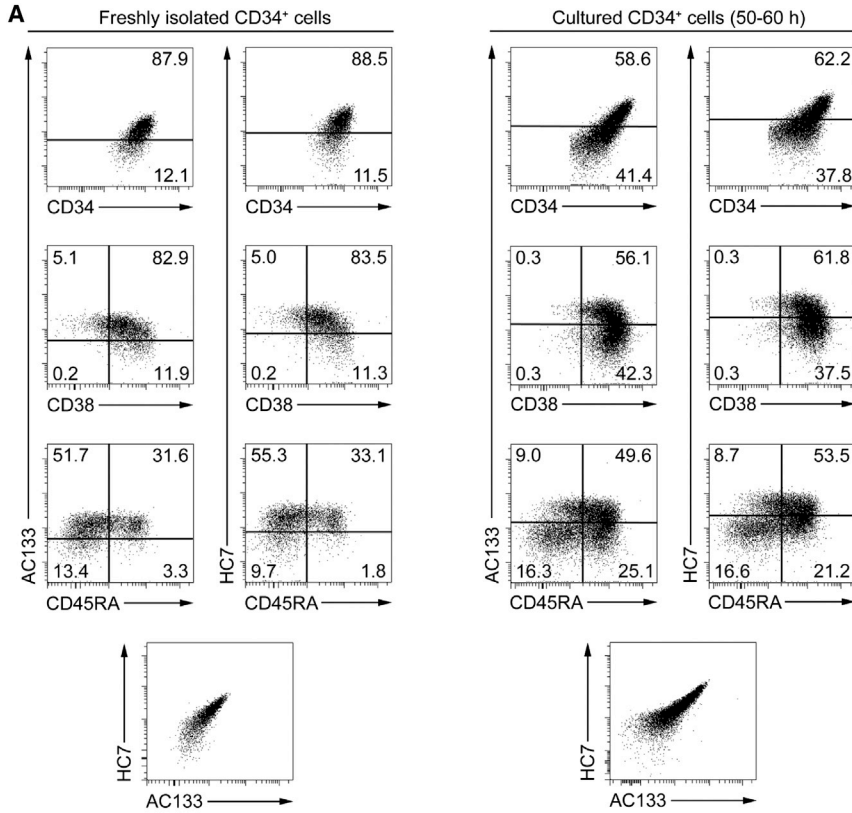 A
Freshly isolated CD34⁺ cells
Cultured CD34⁺ cells (50-60 h)
87.9
12.1
CD34
88.5
11.5
CD34
58.6
41.4
CD34
62.2
37.8
CD34
5.1 82.9
0.2 11.9
CD38
5.0 83.5
0.2 11.3
CD38
0.3 56.1
0.3 42.3
CD38
0.3 61.8
0.3 37.5
CD38
AC133
51.7 31.6
13.4 3.3
CD45RA
HC7
55.3 33.1
9.7 1.8
CD45RA
AC133
9.0 49.6
16.3 25.1
CD45RA
HC7
8.7 53.5
16.6 21.2
CD45RA
HC7
AC133
HC7
AC133